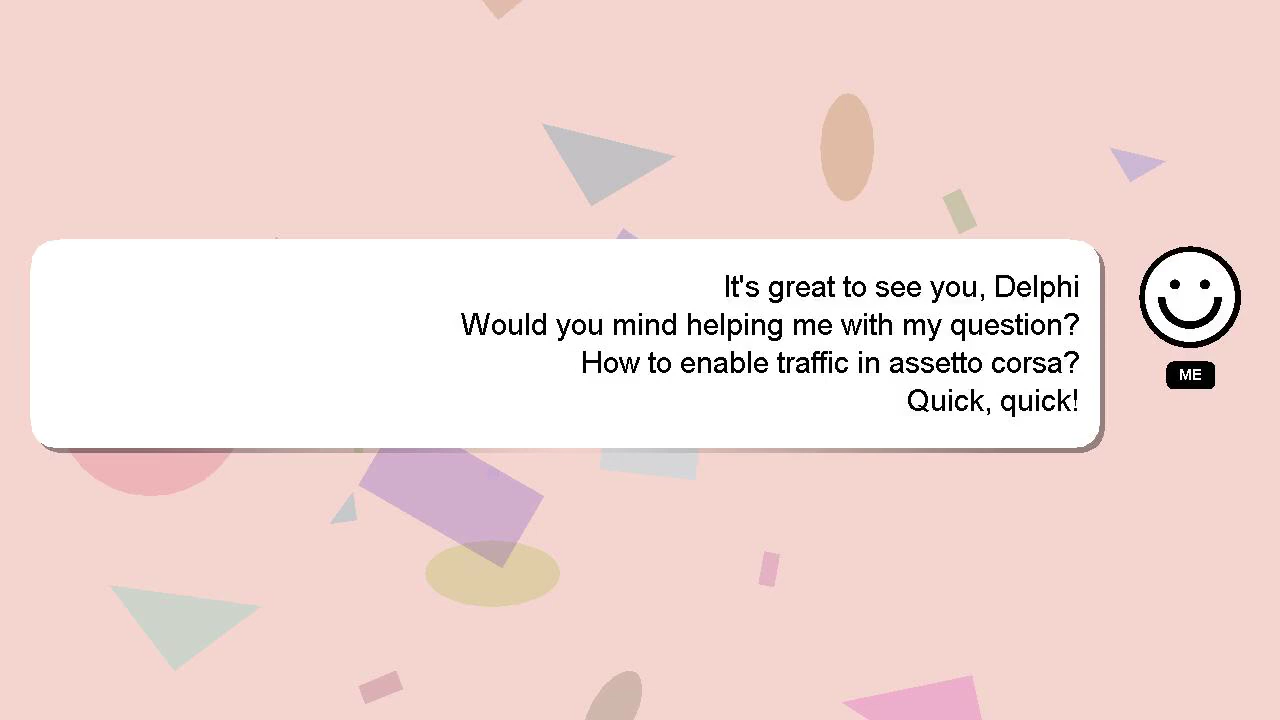 It's great to see you, Delphi
Would you mind helping me with my question?
How to enable traffic in assetto corsa?
Quick, quick!
ME